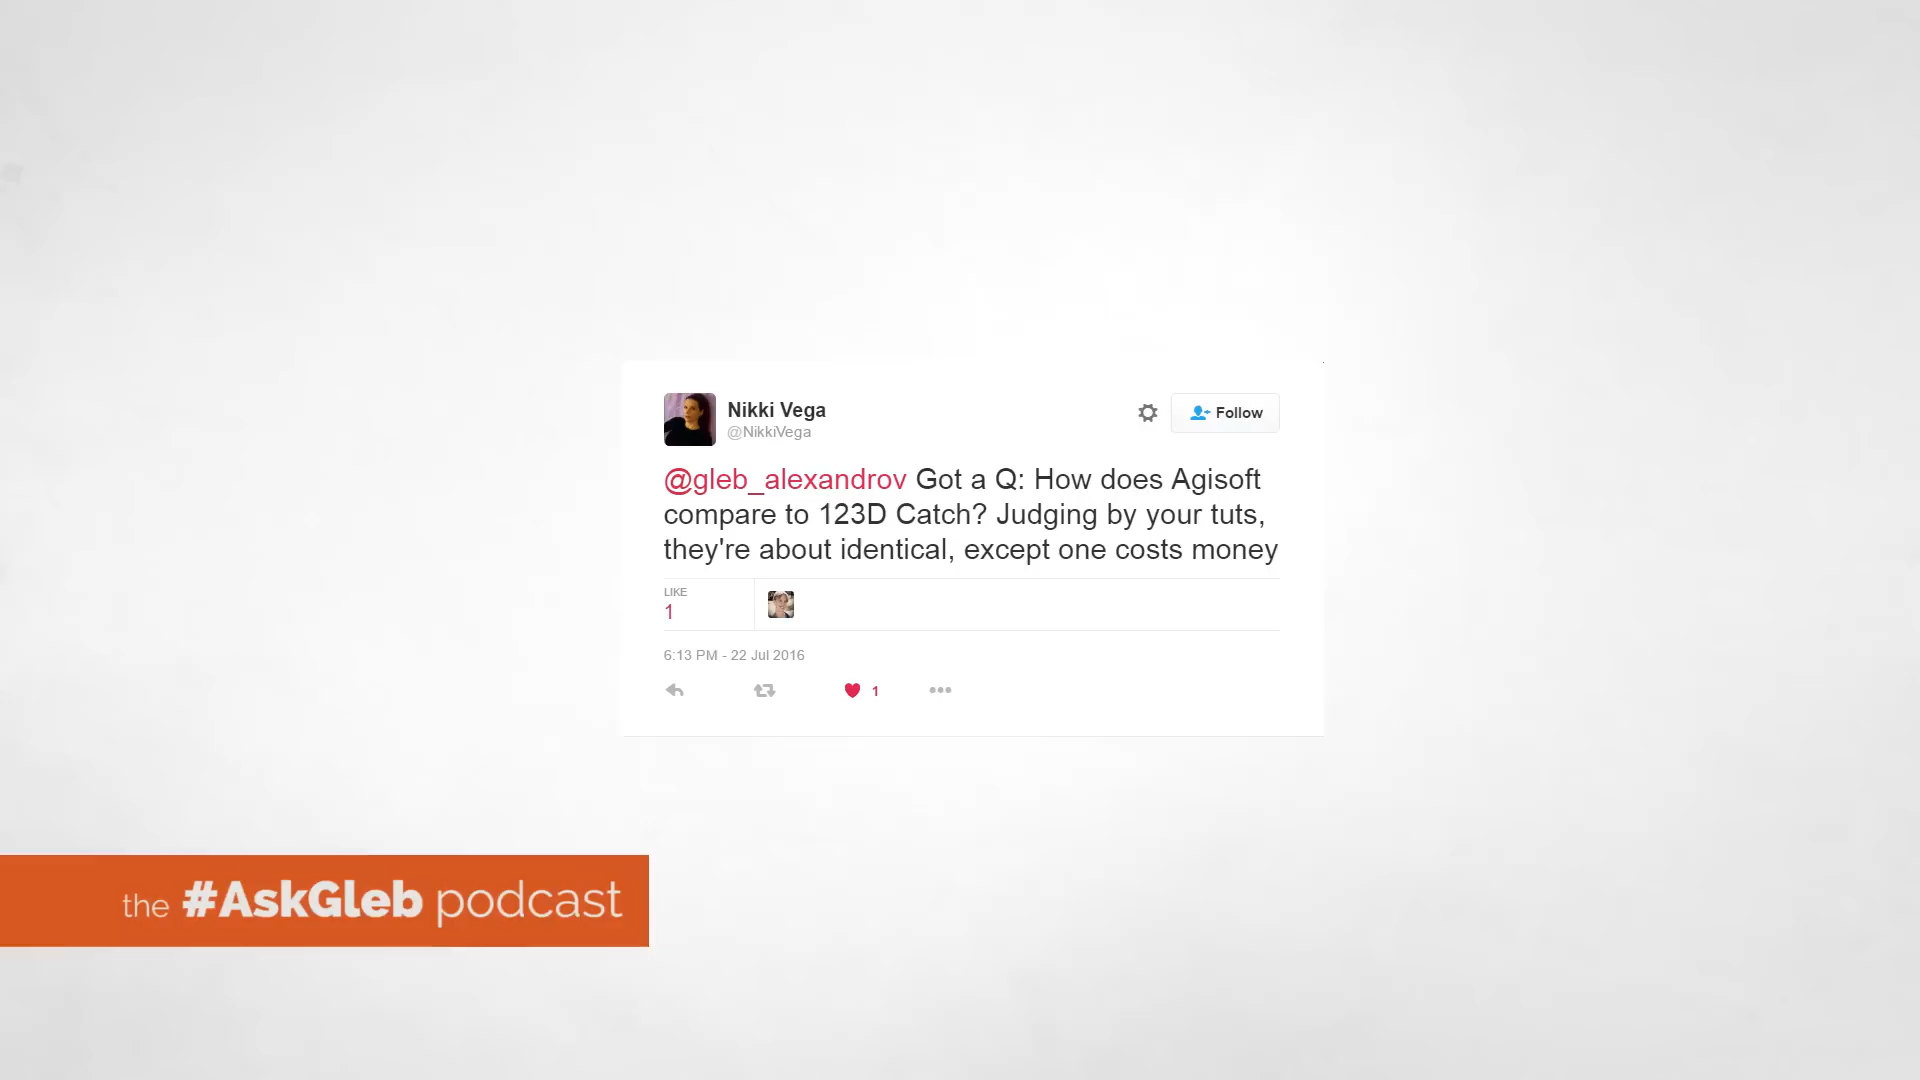 Nikki Vega
@NikkiVega
Follow
@gleb_alexandrov Got a Q: How does Agisoft
compare to 123D Catch? Judging by your tuts,
they're about identical, except one costs money
LIKE
1
6:13 PM - 22 Jul 2016
1
the #AskGleb podcast